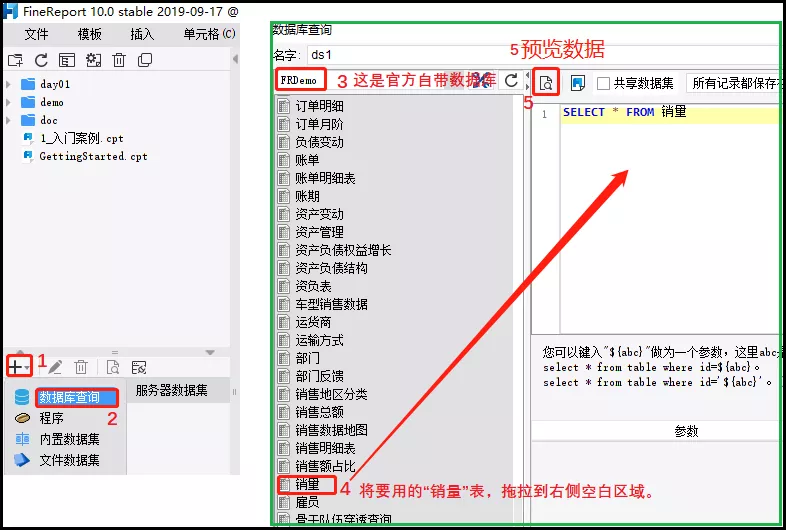 FineReport 10.0 stable 2019-09-17 @
文件 模板 插入 单元格(C)
day01
demo
doc
1_入门案例.cpt
GettingStarted.cpt
1
数据库查询
2
程序
内置数据集
文件数据集
服务器数据集
数据库查询
名字: ds1
5预览数据
FRDemo
3 这是官方自带数据库
5
共享数据集
所有记录都保存在
订单明细
订单月阶
负债变动
账单
账单明细表
账期
资产变动
资产管理
资产负债权益增长
资产负债结构
资负表
车型销售数据
运货商
运输方式
部门
部门反馈
销售地区分类
销售总额
销售数据地图
销售明细表
销售额占比
销量
雇员
骨干队伍穿透查询
1 SELECT * FROM 销量
4 将要用的“销量”表，拖拉到右侧空白区域。
您可以键入"${abc}"做为一个参数，这里abc
select * from table where id=${abc}。
select * from table where id='${abc}'。
参数